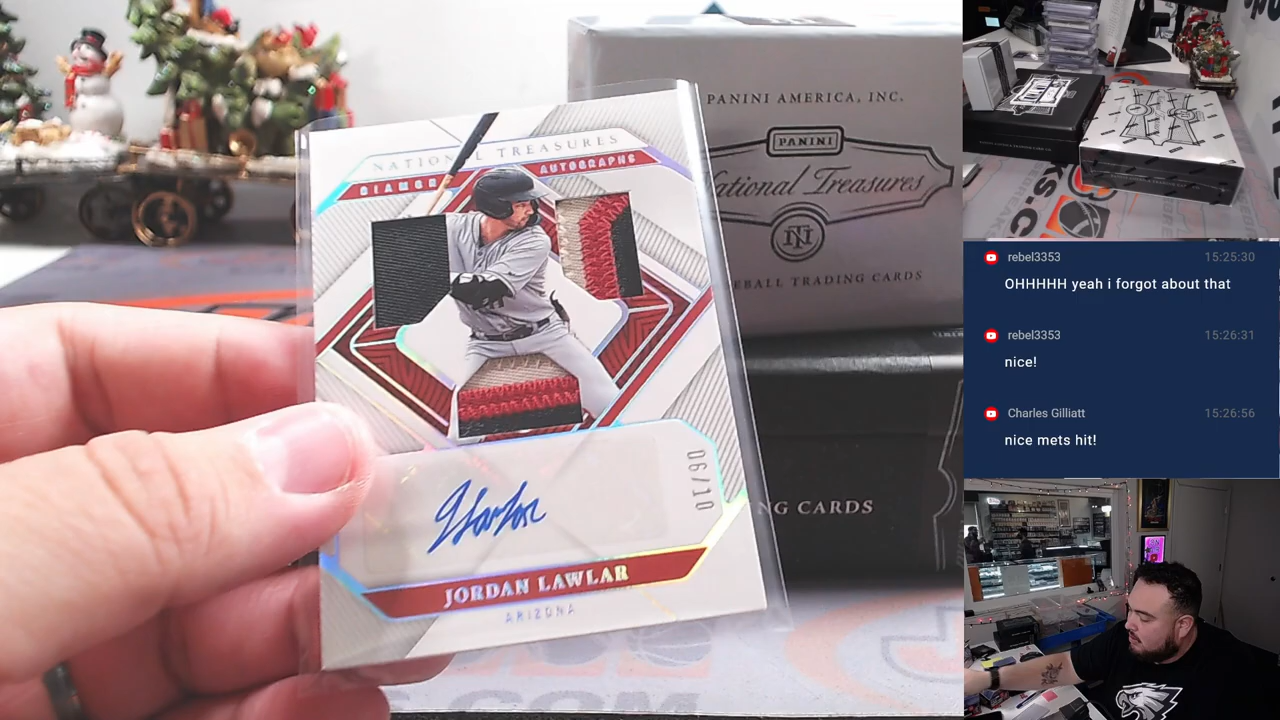 NATIONAL TREASURES
AUTOGRAPHS
06/10
JORDAN LAWLAR
ARIZONA
PANINI AMERICA, INC.
PANINI
National Treasures
BASEBALL TRADING CARDS
NG CARDS
rebel3353 15:25:30
OHHHHH yeah i forgot about that
rebel3353 15:26:31
nice!
Charles Gilliatt 15:26:56
nice mets hit!